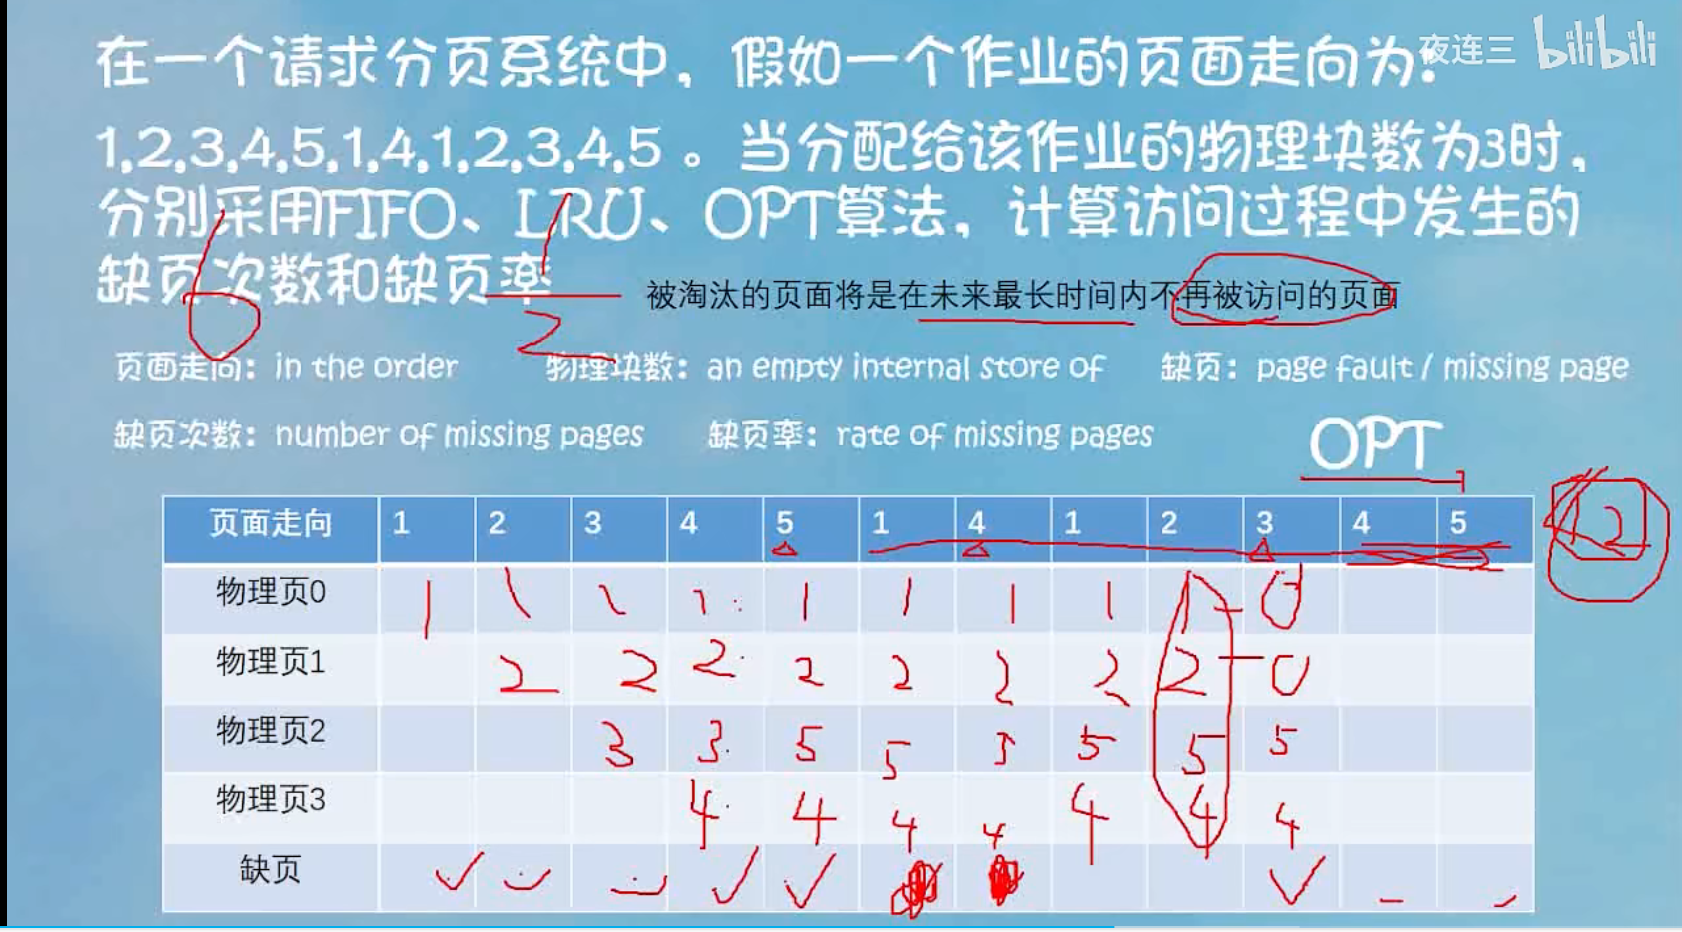 在一个请求分页系统中，假如一个作业的页面走向为：
夜连三 bilibili
1,2,3,4,5,1,4,1,2,3,4,5 。当分配给该作业的物理块数为3时，
分别采用FIFO、LRU、OPT算法，计算访问过程中发生的
缺页次数和缺页率
被淘汰的页面将是在未来最长时间内不再被访问的页面
6 1
2
页面走向：in the order 物理块数：an empty internal store of 缺页：page fault / missing page
缺页次数：number of missing pages 缺页率：rate of missing pages
OPT
页面走向 1 2 3 4 5 1 4 1 2 3 4 5 12
物理页0 1 1 1 1 1 1 1 1 1 0
物理页1 2 2 2 2 2 2 2 2 0
物理页2 3 3 5 5 5 5 5 5
物理页3 4 4 4 4 4 4 4
缺页